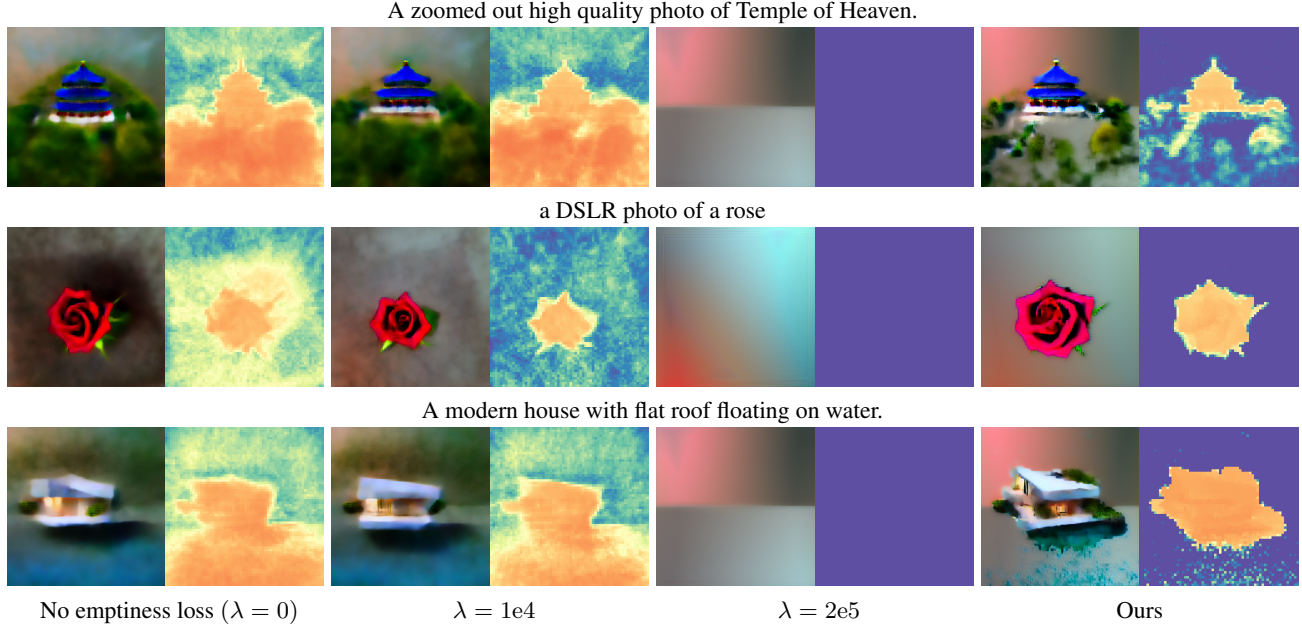 A zoomed out high quality photo of Temple of Heaven.
a DSLR photo of a rose
A modern house with flat roof floating on water.
No emptiness loss (λ = 0) λ = 1e4 λ = 2e5 Ours